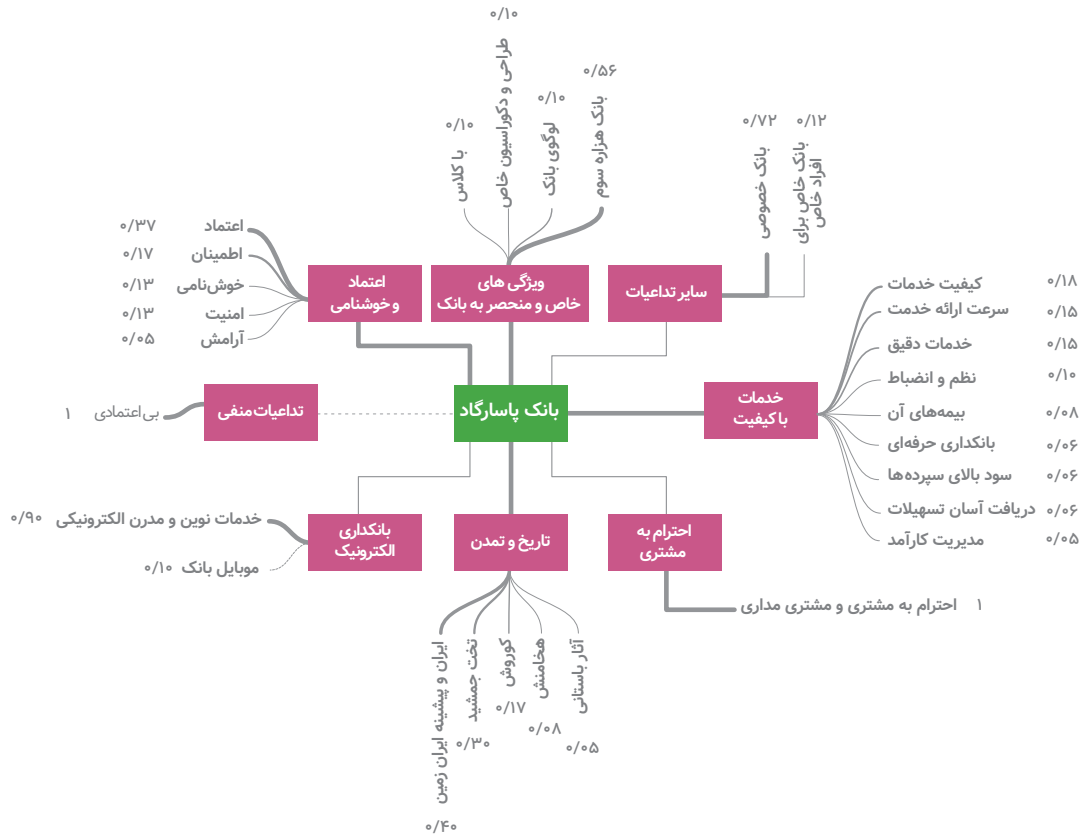 بانک پاسارگاد
ویژگی های
خاص و منحصر به بانک
با کلاس
۰/۱۰
طراحی و دکوراسیون خاص
۰/۱۰
لوگوی بانک
۰/۱۰
بانک هزاره سوم
۰/۵۶
سایر تداعیات
بانک خصوصی
۰/۷۲
بانک خاص برای
افراد خاص
۰/۱۲
خدمات
با کیفیت
کیفیت خدمات ۰/۱۸
سرعت ارائه خدمت ۰/۱۵
خدمات دقیق ۰/۱۵
نظم و انضباط ۰/۱۰
بیمه‌های آن ۰/۰۸
بانکداری حرفه‌ای ۰/۰۶
سود بالای سپرده‌ها ۰/۰۶
دریافت آسان تسهیلات ۰/۰۶
مدیریت کارآمد ۰/۰۵
احترام به
مشتری
احترام به مشتری و مشتری مداری ۱
تاریخ و تمدن
ایران و پیشینه ایران زمین
۰/۴۰
تخت جمشید
۰/۳۰
کوروش
۰/۱۷
هخامنش
۰/۰۸
آثار باستانی
۰/۰۵
بانکداری
الکترونیک
خدمات نوین و مدرن الکترونیکی ۰/۹۰
موبایل بانک ۰/۱۰
تداعیات منفی
بی‌اعتمادی ۱
اعتماد
و خوشنامی
اعتماد ۰/۳۷
اطمینان ۰/۱۷
خوش‌نامی ۰/۱۳
امنیت ۰/۱۳
آرامش ۰/۰۵